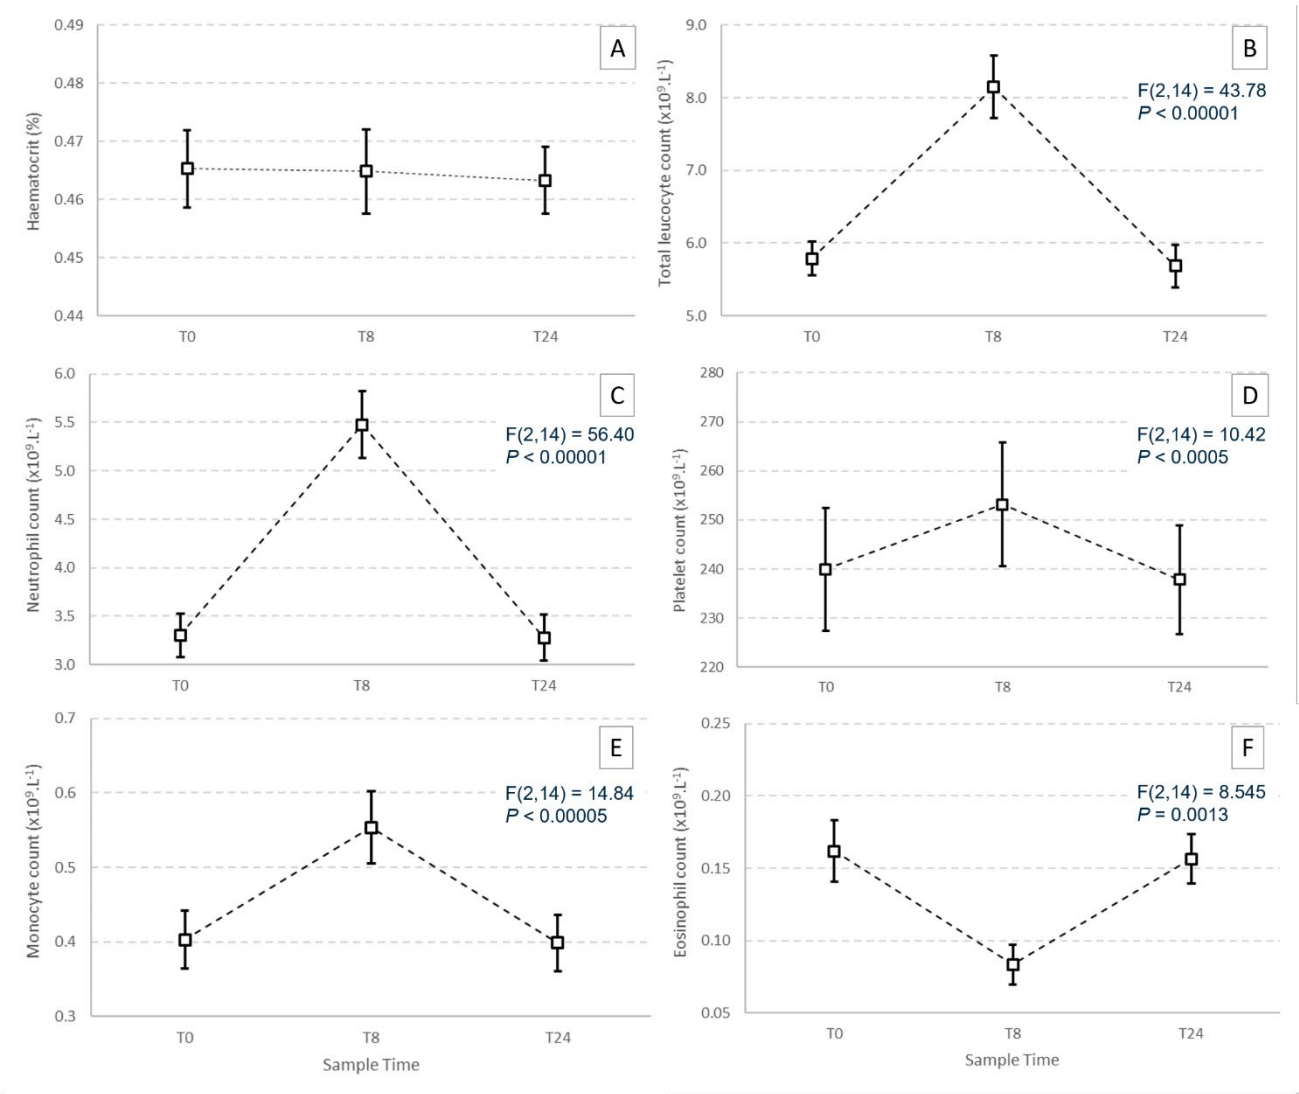 A
Haematocrit (%)
0.49
0.48
0.47
0.46
0.45
0.44
T0 T8 T24
B
Total leucocyte count (x10⁹.L⁻¹)
9.0
8.0
7.0
6.0
5.0
F(2,14) = 43.78
P < 0.00001
T0 T8 T24
C
Neutrophil count (x10⁹.L⁻¹)
6.0
5.5
5.0
4.5
4.0
3.5
3.0
F(2,14) = 56.40
P < 0.00001
T0 T8 T24
D
Platelet count (x10⁹.L⁻¹)
280
270
260
250
240
230
220
F(2,14) = 10.42
P < 0.0005
T0 T8 T24
E
Monocyte count (x10⁹.L⁻¹)
0.7
0.6
0.5
0.4
0.3
F(2,14) = 14.84
P < 0.00005
T0 T8 T24
Sample Time
F
Eosinophil count (x10⁹.L⁻¹)
0.25
0.20
0.15
0.10
0.05
F(2,14) = 8.545
P = 0.0013
T0 T8 T24
Sample Time